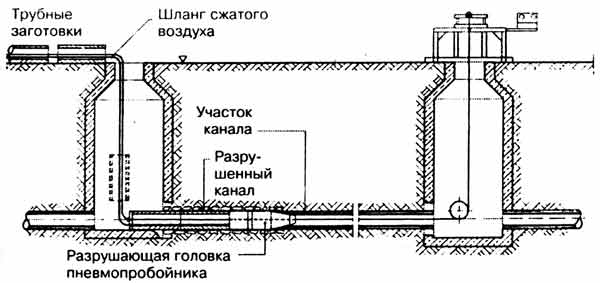 Трубные
заготовки
Шланг сжатого
воздуха
Участок
канала
Разру-
шенный
канал
Разрушающая головка
пневмопробойника